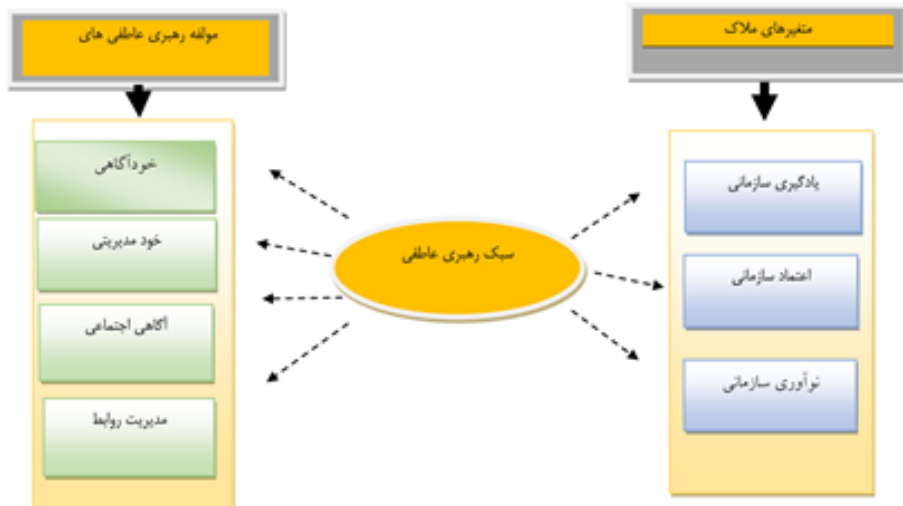 متغیرهای ملاک
یادگیری سازمانی
اعتماد سازمانی
نوآوری سازمانی
سبک رهبری عاطفی
مولفه رهبری عاطفی های
خودآگاهی
خود مدیریتی
آگاهی اجتماعی
مدیریت روابط